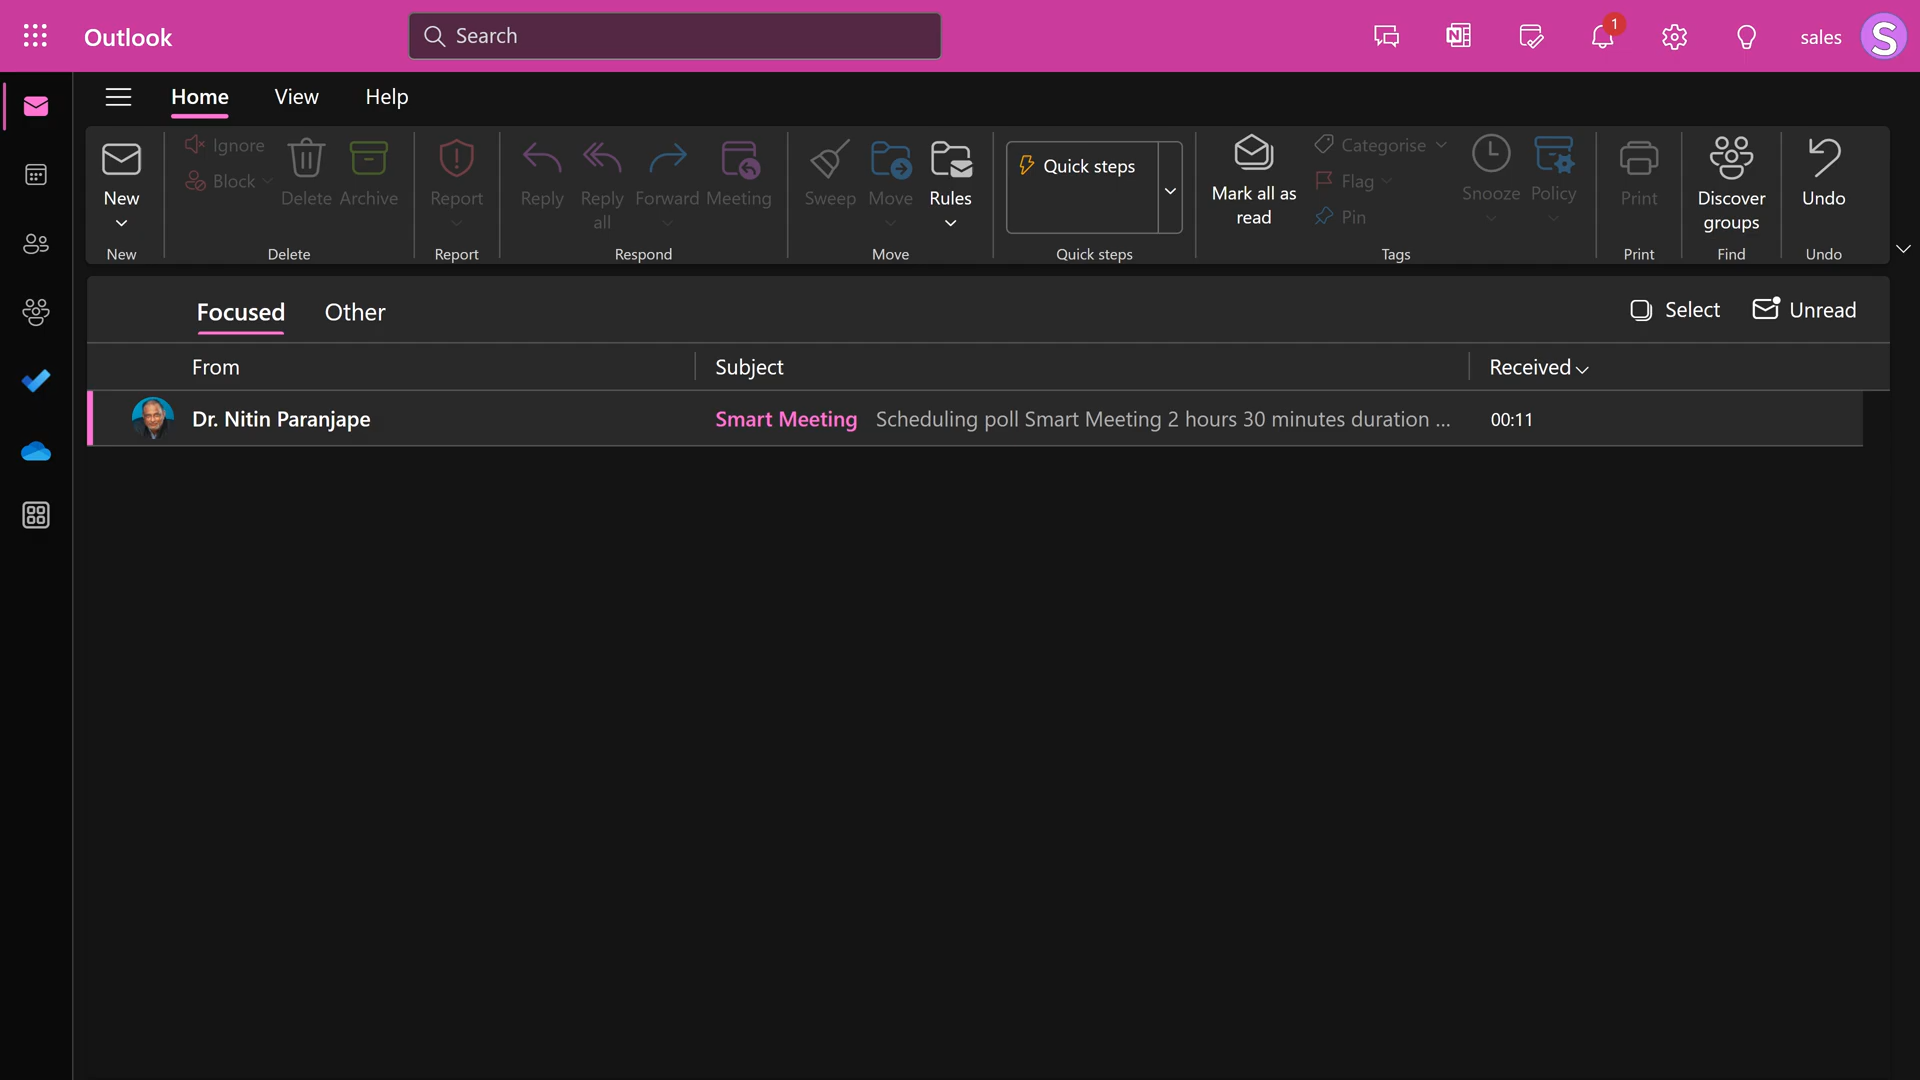 Outlook
Search
1
sales
S
Home
View
Help
New
Ignore
Block
Delete
Archive
Report
Reply
Reply all
Forward
Meeting
Sweep
Move
Rules
Quick steps
Mark all as read
Categorise
Flag
Pin
Snooze
Policy
Print
Discover groups
Undo
New
Delete
Report
Respond
Move
Quick steps
Tags
Print
Find
Undo
Focused
Other
Select
Unread
From
Subject
Received
Dr. Nitin Paranjape
Smart Meeting
Scheduling poll Smart Meeting 2 hours 30 minutes duration ...
00:11